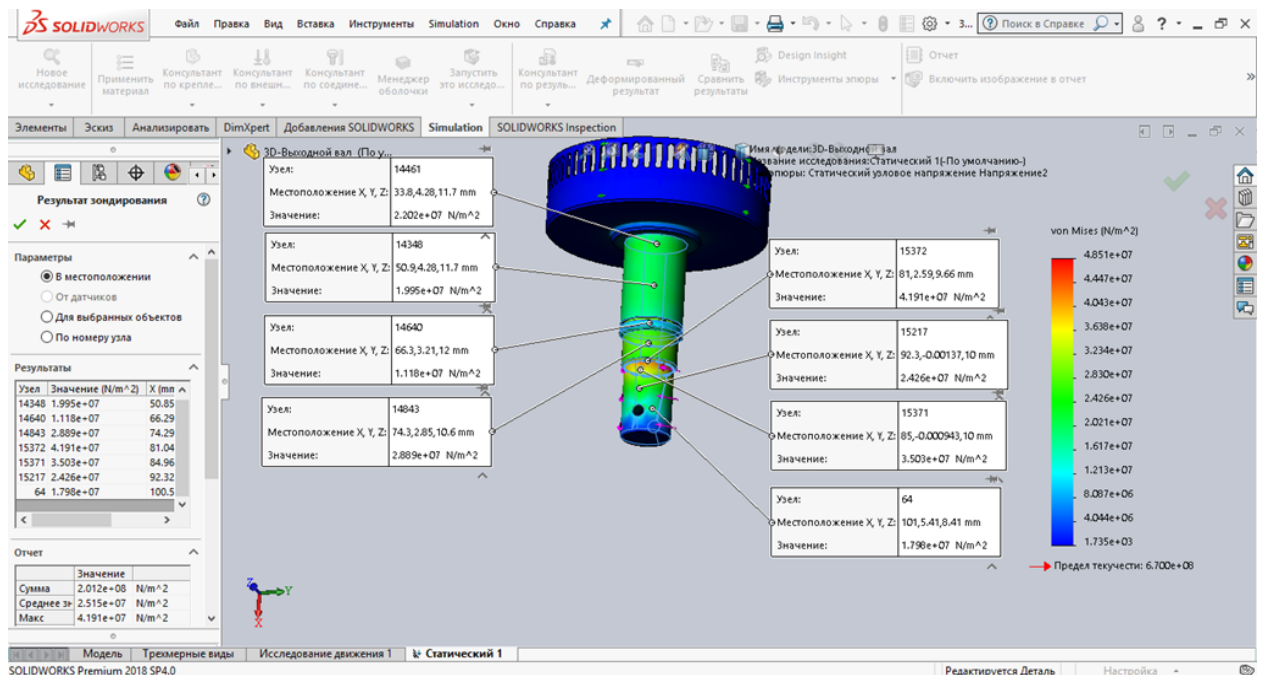 SOLIDWORKS
Файл Правка Вид Вставка Инструменты Simulation Окно Справка
З... Поиск в Справке
Новое исследование
Применить материал
Консультант по крепле...
Консультант по внешн...
Консультант по соедине...
Менеджер оболочки
Запустить это исследо...
Консультант по резуль...
Деформированный результат
Сравнить результаты
Design Insight
Инструменты эпюры
Отчет
Включить изображение в отчет
Элементы Эскиз Анализировать DimXpert Добавления SOLIDWORKS Simulation SOLIDWORKS Inspection
3D-Выходной вал (По у...
Имя модели:3D-Выходной вал
Название исследования:Статический 1(-По умолчанию-)
эпюры: Статический узловое напряжение Напряжение2
Результат зондирования
Параметры
В местоположении
От датчиков
Для выбранных объектов
По номеру узла
Результаты
Узел Значение (N/m^2) X (mm
14348 1.995e+07 50.85
14640 1.118e+07 66.29
14843 2.889e+07 74.29
15372 4.191e+07 81.04
15371 3.503e+07 84.96
15217 2.426e+07 92.32
64 1.798e+07 100.5
Отчет
Значение
Сумма 2.012e+08 N/m^2
Среднее зн 2.515e+07 N/m^2
Макс 4.191e+07 N/m^2
Узел: 14461
Местоположение X, Y, Z: 33.8,4.28,11.7 mm
Значение: 2.202e+07 N/m^2
Узел: 14348
Местоположение X, Y, Z: 50.9,4.28,11.7 mm
Значение: 1.995e+07 N/m^2
Узел: 14640
Местоположение X, Y, Z: 66.3,3.21,12 mm
Значение: 1.118e+07 N/m^2
Узел: 14843
Местоположение X, Y, Z: 74.3,2.85,10.6 mm
Значение: 2.889e+07 N/m^2
Узел: 15372
Местоположение X, Y, Z: 81,2.59,9.66 mm
Значение: 4.191e+07 N/m^2
Узел: 15217
Местоположение X, Y, Z: 92.3,-0.00137,10 mm
Значение: 2.426e+07 N/m^2
Узел: 15371
Местоположение X, Y, Z: 85,-0.000943,10 mm
Значение: 3.503e+07 N/m^2
Узел: 64
Местоположение X, Y, Z: 101,5.41,8.41 mm
Значение: 1.798e+07 N/m^2
von Mises (N/m^2)
4.851e+07
4.447e+07
4.043e+07
3.638e+07
3.234e+07
2.830e+07
2.426e+07
2.021e+07
1.617e+07
1.213e+07
8.087e+06
4.044e+06
1.735e+03
Предел текучести: 6.700e+08
Z
Y
X
Модель Трехмерные виды Исследование движения 1 Статический 1
SOLIDWORKS Premium 2018 SP4.0
Редактируется Деталь Настройка